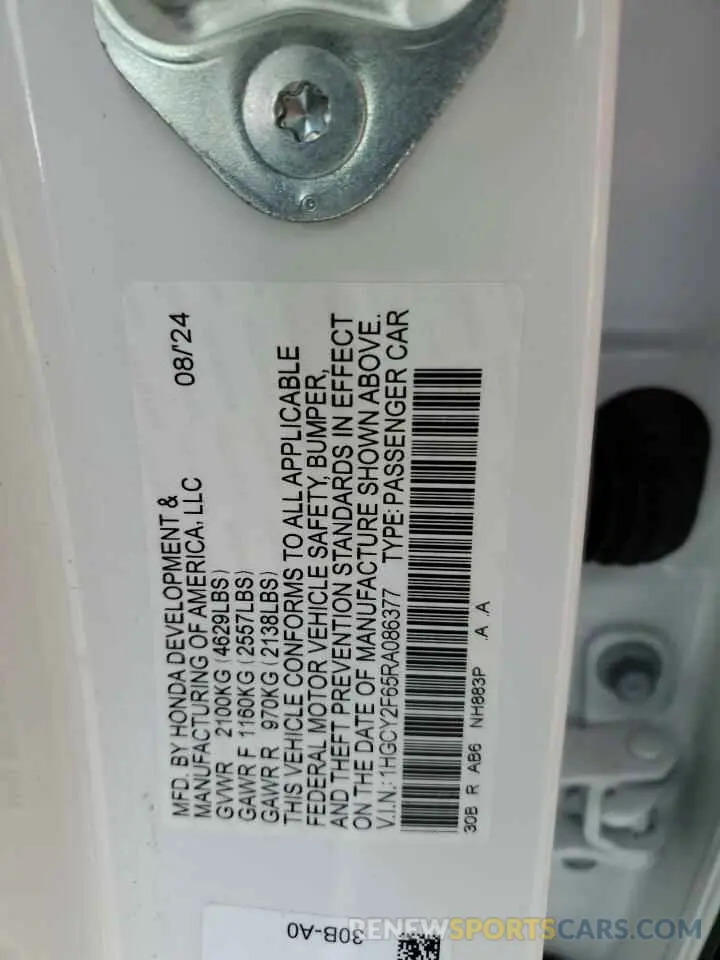 MFD. BY HONDA DEVELOPMENT & 08/'24
MANUFACTURING OF AMERICA, LLC
GVWR 2100KG (4629LBS)
GAWR F 1160KG (2557LBS)
GAWR R 970KG (2138LBS)
THIS VEHICLE CONFORMS TO ALL APPLICABLE
FEDERAL MOTOR VEHICLE SAFETY, BUMPER,
AND THEFT PREVENTION STANDARDS IN EFFECT
ON THE DATE OF MANUFACTURE SHOWN ABOVE.
V.I.N.: 1HGCY2F65RA086377 TYPE: PASSENGER CAR
30B R AB6 NH883P .A .A
30B-A0
RENEWSPORTSCARS.COM